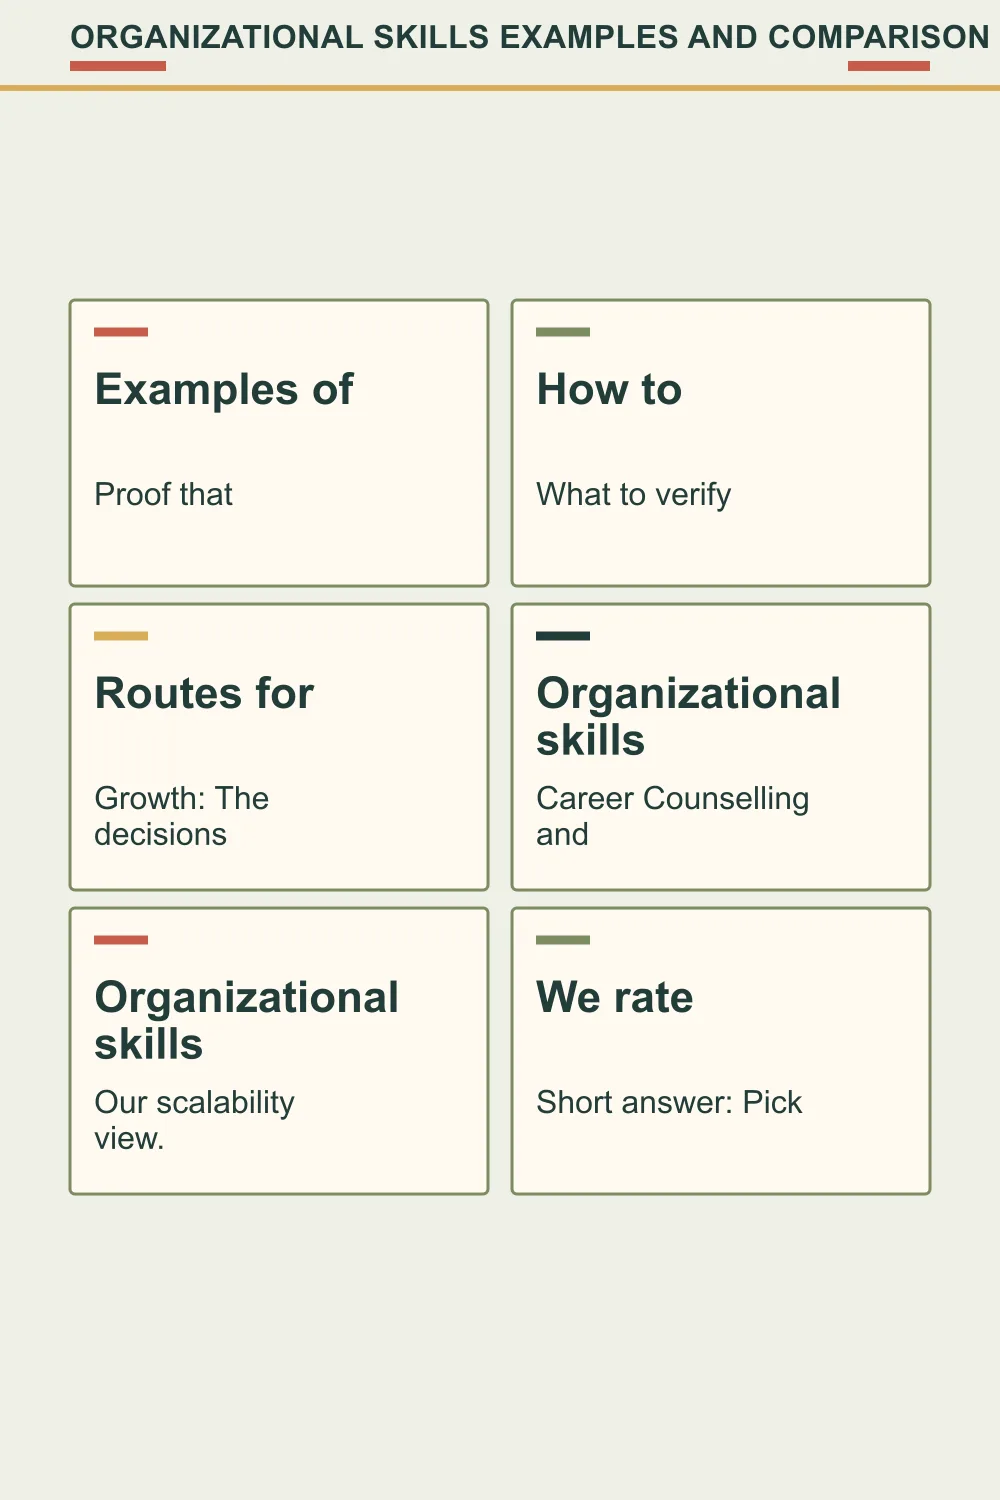 ORGANIZATIONAL SKILLS EXAMPLES AND COMPARISON
Examples of
Proof that
How to
What to verify
Routes for
Growth: The
decisions
Organizational
skills
Career Counselling
and
Organizational
skills
Our scalability
view.
We rate
Short answer: Pick